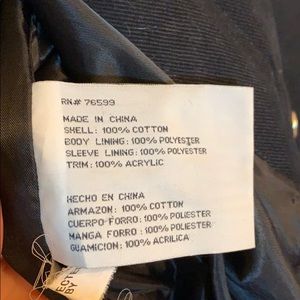 RN# 76599
MADE IN CHINA
SHELL: 100% COTTON
BODY LINING: 100% POLYESTER
SLEEVE LINING: 100% POLYESTER
TRIM: 100% ACRYLIC
HECHO EN CHINA
ARMAZON: 100% COTTON
CUERPO FORRO: 100% POLIESTER
MANGA FORRO : 100% POLIESTER
GUARNICION: 100% ACRILICA